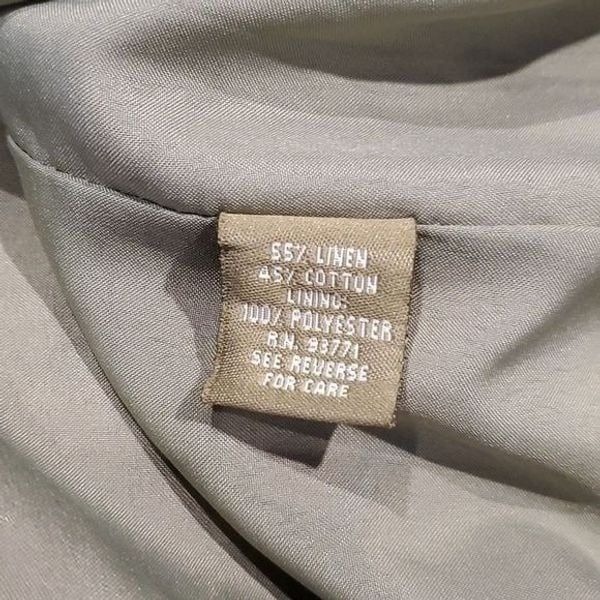 55% LINEN
45% COTTON
LINING:
100% POLYESTER
R.N. 93771
SEE REVERSE
FOR CARE